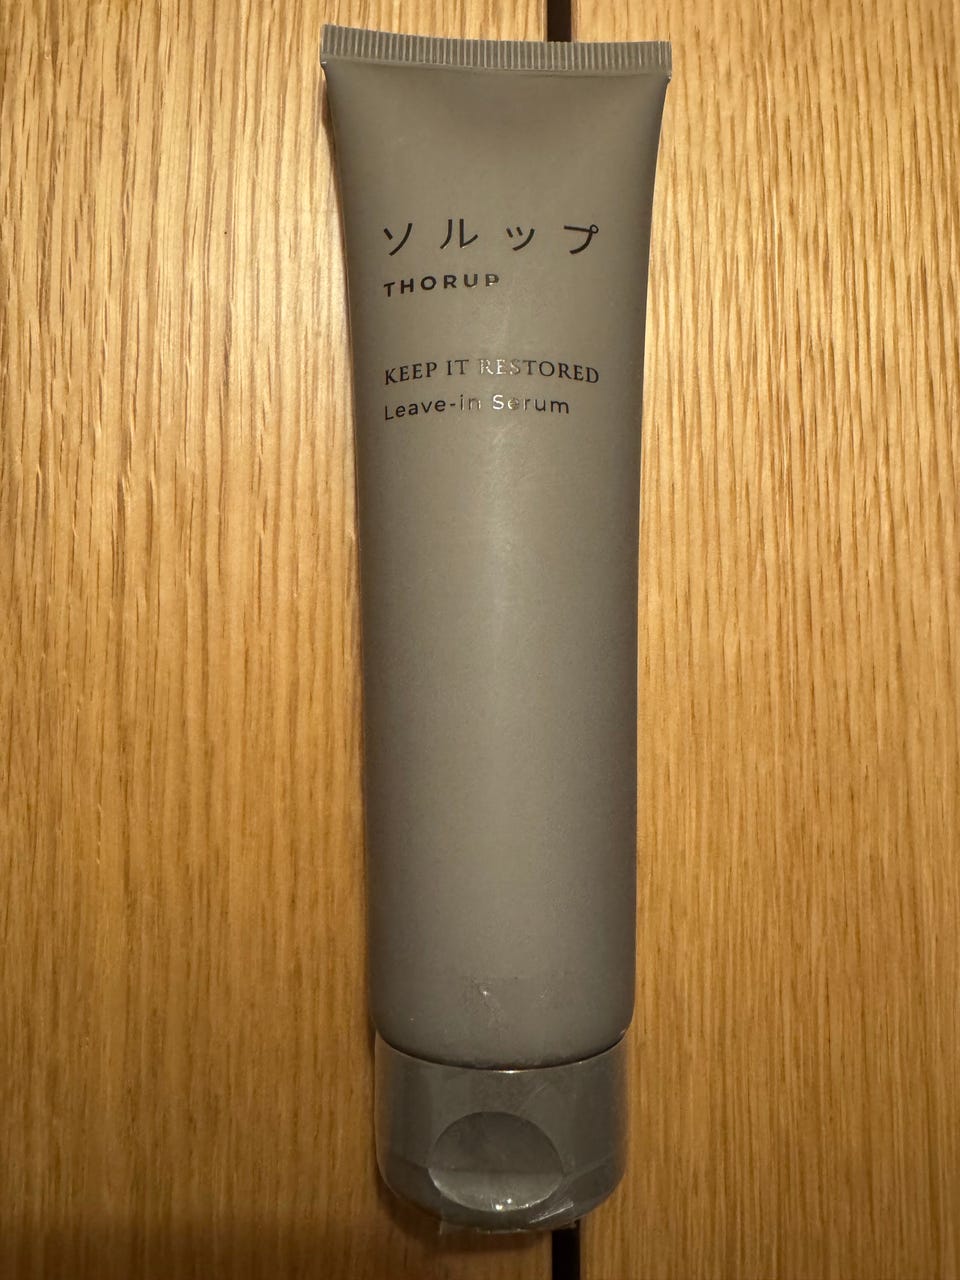 ソルップ
THORUP
KEEP IT RESTORED
Leave-in Serum